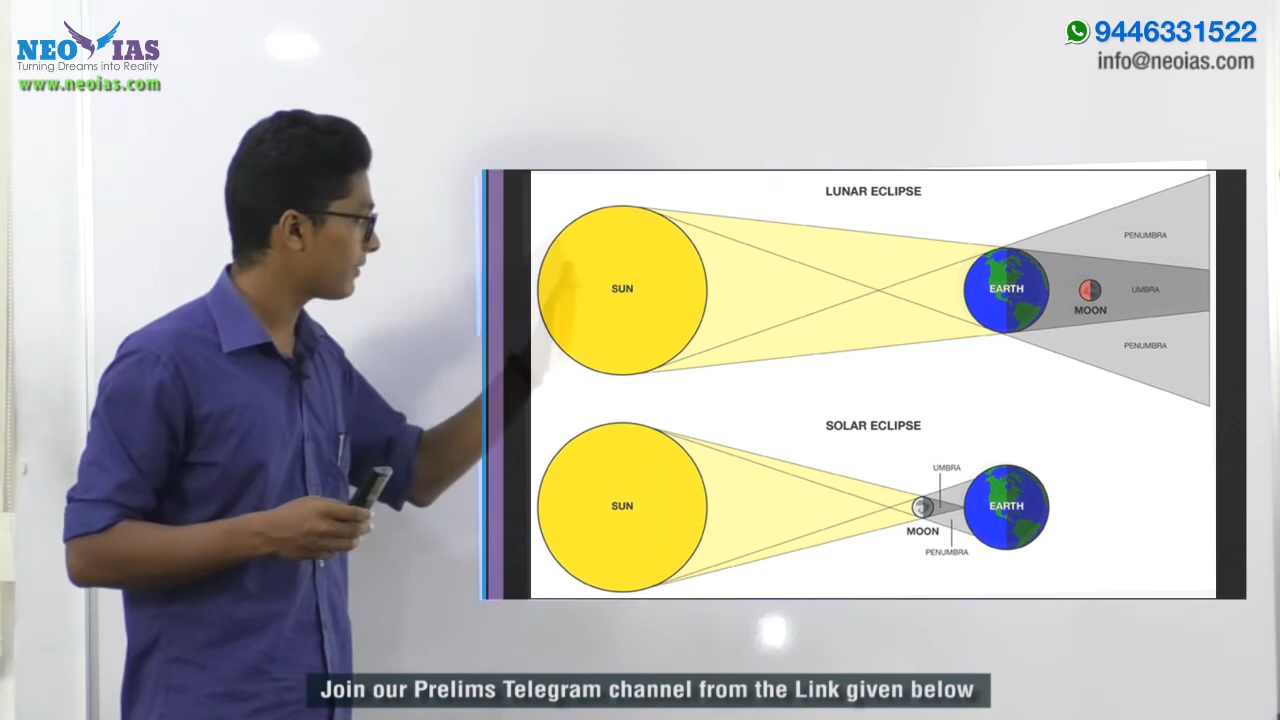 NEO IAS
Turning Dreams into Reality
www.neoias.com
9446331522
info@neoias.com
LUNAR ECLIPSE
PENUMBRA
SUN
EARTH
UMBRA
MOON
PENUMBRA
SOLAR ECLIPSE
UMBRA
SUN
EARTH
MOON
PENUMBRA
Join our Prelims Telegram channel from the Link given below